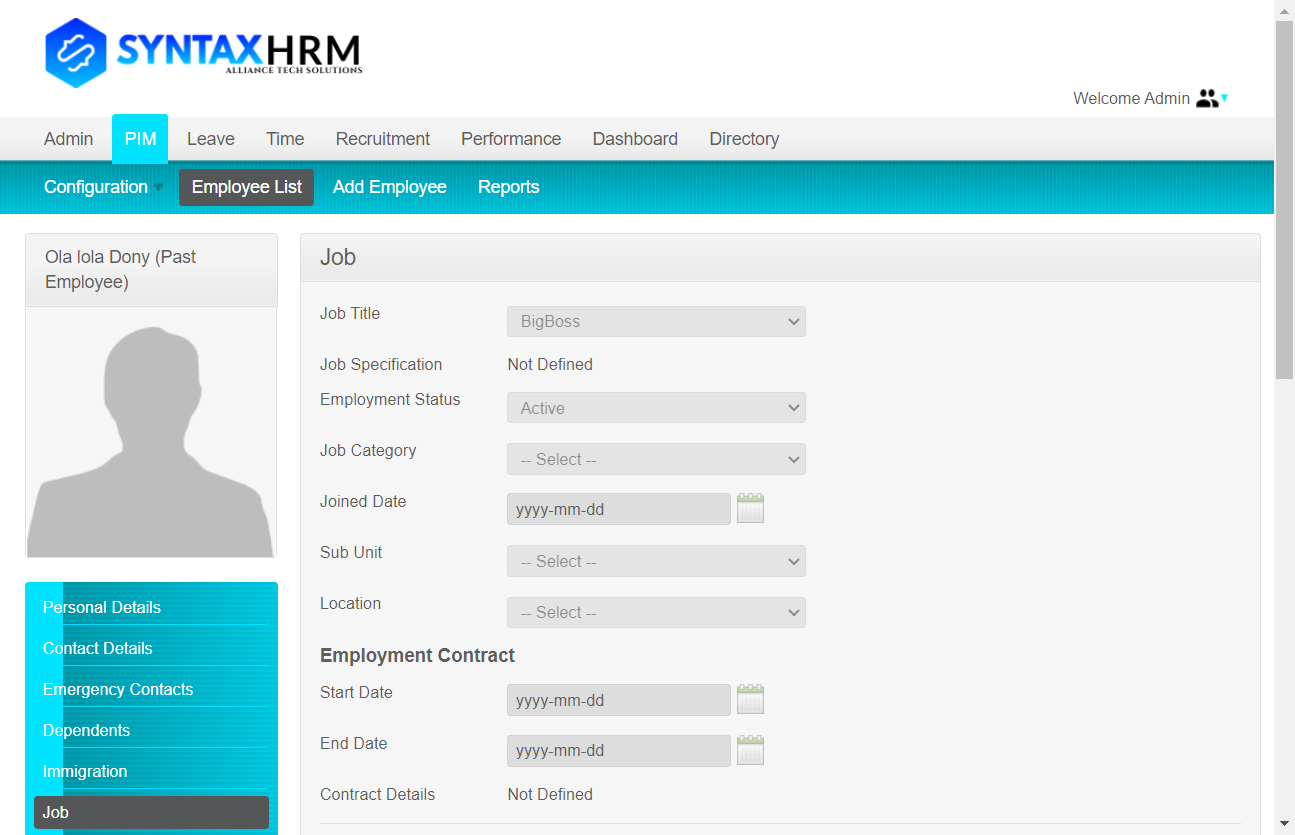 SYNTAXHRM
ALLIANCE TECH SOLUTIONS
Welcome Admin
Admin PIM Leave Time Recruitment Performance Dashboard Directory
Configuration Employee List Add Employee Reports
Ola lola Dony (Past
Employee)
Personal Details
Contact Details
Emergency Contacts
Dependents
Immigration
Job
Job
Job Title BigBoss
Job Specification Not Defined
Employment Status Active
Job Category -- Select --
Joined Date yyyy-mm-dd
Sub Unit -- Select --
Location -- Select --
Employment Contract
Start Date yyyy-mm-dd
End Date yyyy-mm-dd
Contract Details Not Defined